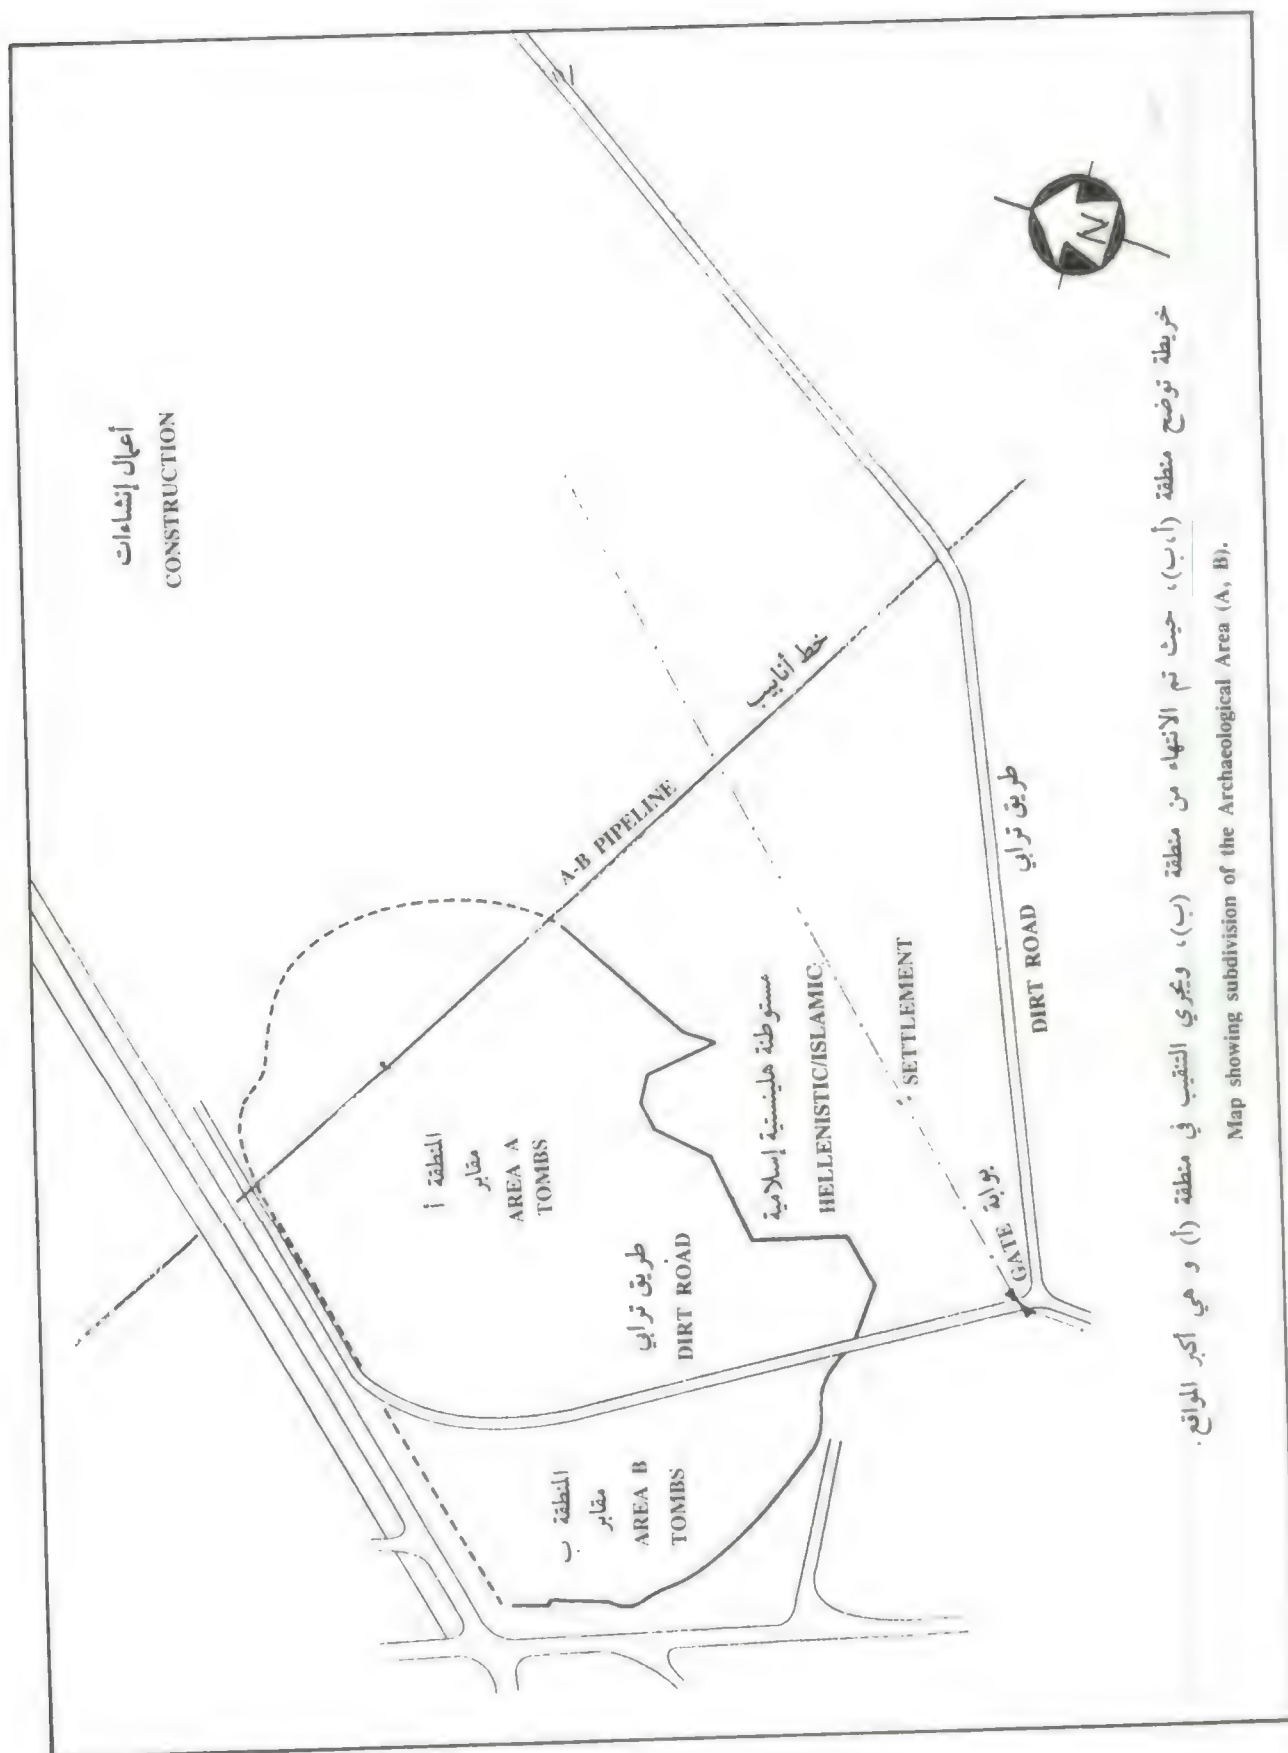 أعمال إنشاءات
CONSTRUCTION
خط أنابيب
A-B PIPELINE
المنطقة أ
مقابر
AREA A
TOMBS
طريق ترابي
DIRT ROAD
المنطقة ب
مقابر
AREA B
TOMBS
مستوطنة هلينستية إسلامية
HELLENISTIC/ISLAMIC
SETTLEMENT
بوابة
GATE
طريق ترابي
DIRT ROAD
N
خريطة توضح منطقة (أ،ب)، حيث تم الانتهاء من منطقة (ب)، ويجري التنقيب في منطقة (أ) و هي أكبر المواقع.
Map showing subdivision of the Archaeological Area (A, B).